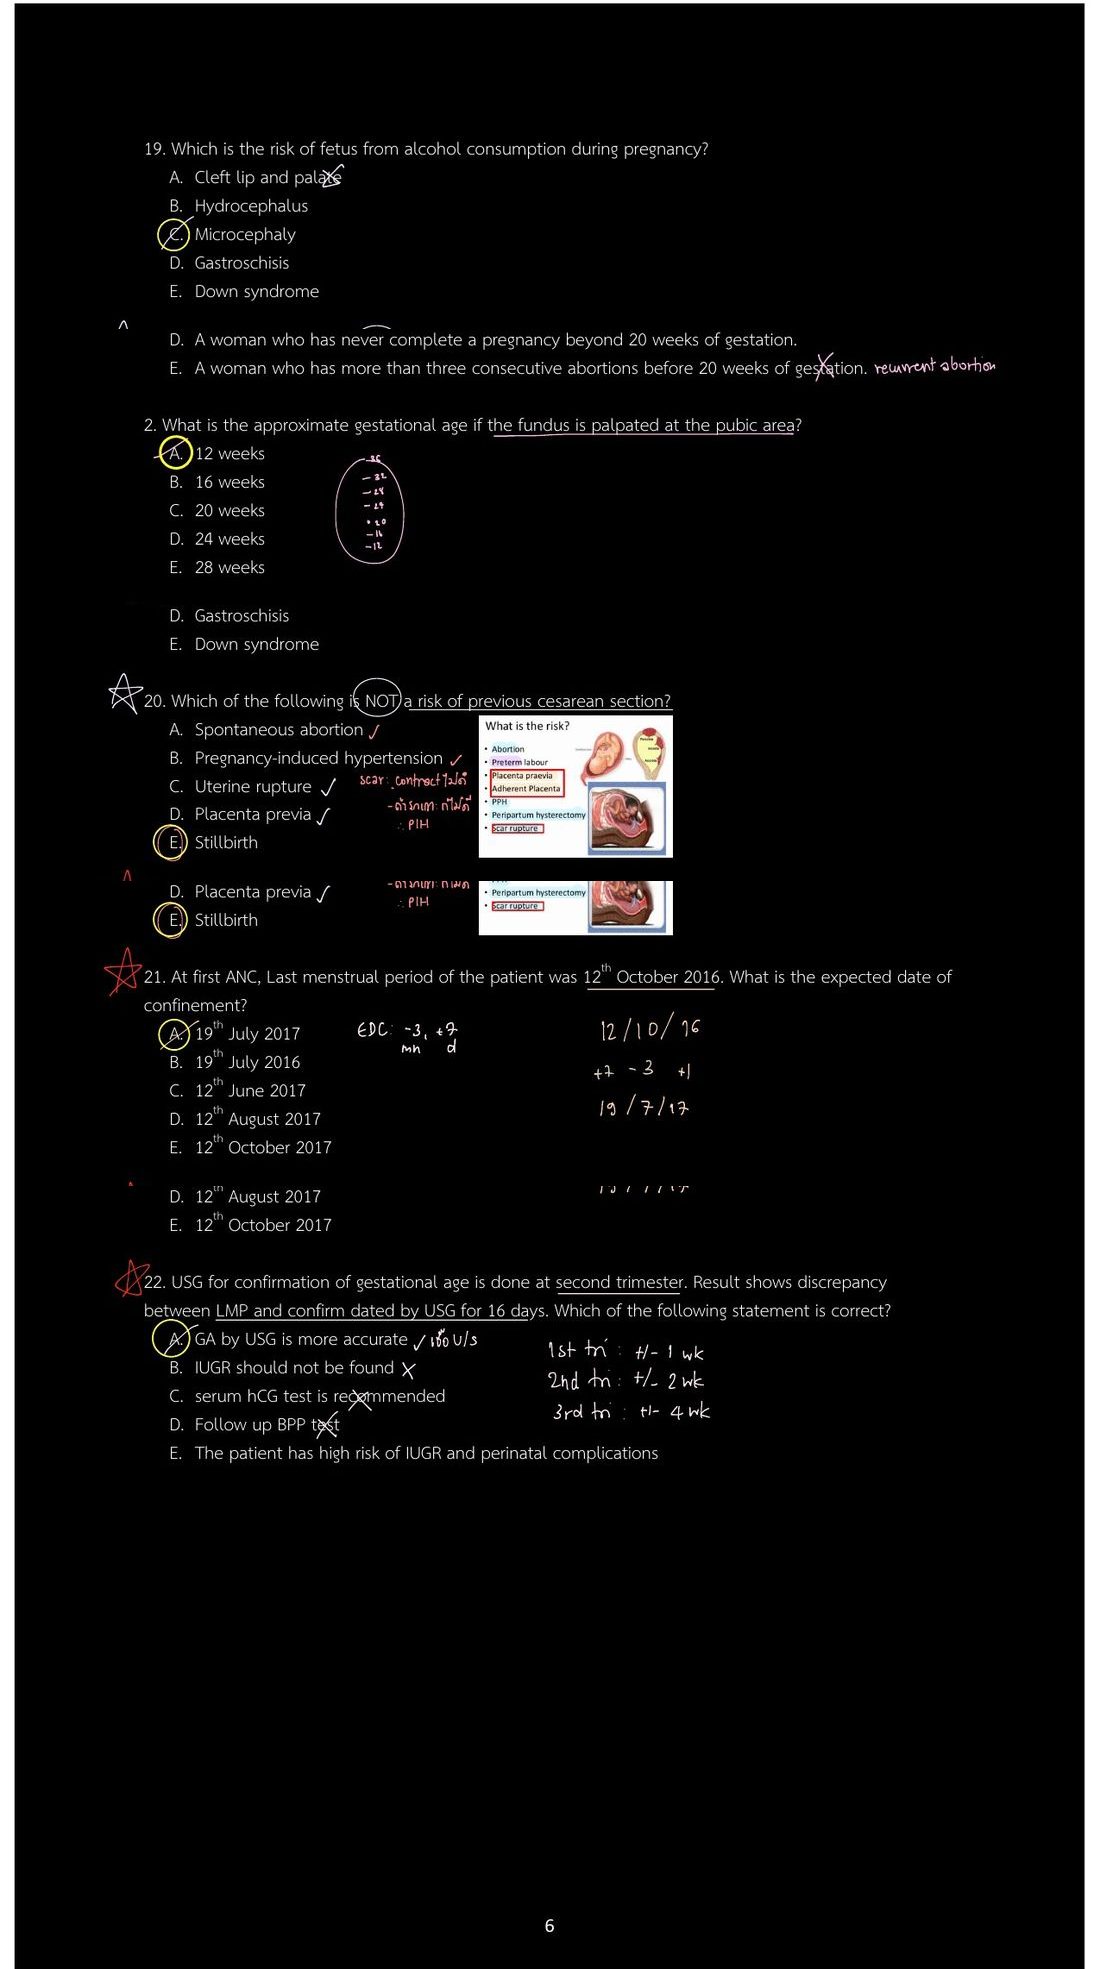 19. Which is the risk of fetus from alcohol consumption during pregnancy?
A. Cleft lip and palate
B. Hydrocephalus
C. Microcephaly
D. Gastroschisis
E. Down syndrome
D. A woman who has never complete a pregnancy beyond 20 weeks of gestation.
E. A woman who has more than three consecutive abortions before 20 weeks of gestation. recurrent abortion
2. What is the approximate gestational age if the fundus is palpated at the pubic area?
A. 12 weeks
B. 16 weeks
C. 20 weeks
D. 24 weeks
E. 28 weeks
36
- 32
- 24
• 20
- 16
- 12
D. Gastroschisis
E. Down syndrome
20. Which of the following is NOT a risk of previous cesarean section?
A. Spontaneous abortion ✓
B. Pregnancy-induced hypertension ✓
C. Uterine rupture ✓
D. Placenta previa ✓
E. Stillbirth
scar: contract ไม่ดี
∴ PIH
What is the risk?
• Abortion
• Preterm labour
• Placenta praevia
• Adherent Placenta
• PPH
• Peripartum hysterectomy
• Scar rupture
D. Placenta previa ✓
E. Stillbirth
∴ PIH
• Peripartum hysterectomy
• Scar rupture
21. At first ANC, Last menstrual period of the patient was 12th October 2016. What is the expected date of
confinement?
A. 19th July 2017
B. 19th July 2016
C. 12th June 2017
D. 12th August 2017
E. 12th October 2017
EDC: -3, +7
mn d
12/10/16
+7 -3 +1
19/7/17
D. 12th August 2017
E. 12th October 2017
22. USG for confirmation of gestational age is done at second trimester. Result shows discrepancy
between LMP and confirm dated by USG for 16 days. Which of the following statement is correct?
A. GA by USG is more accurate ✓ เชื่อ U/S
B. IUGR should not be found X
C. serum hCG test is recommended
D. Follow up BPP test
E. The patient has high risk of IUGR and perinatal complications
1st tri : +/- 1 wk
2nd tri : +/- 2 wk
3rd tri : +/- 4 wk
6